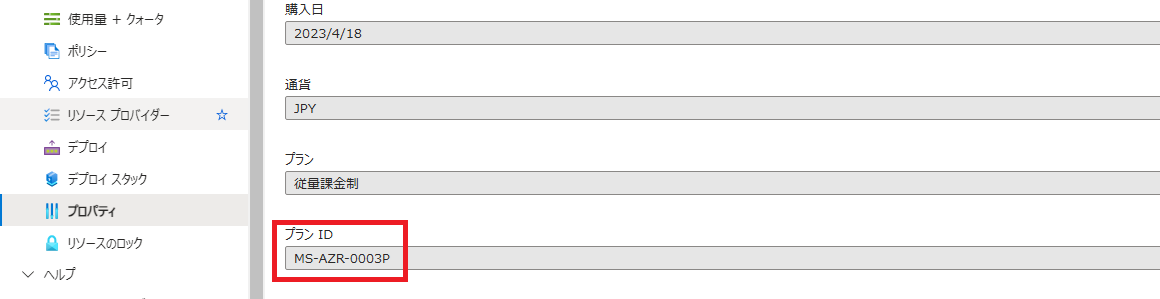 使用量 + クォータ
ポリシー
アクセス許可
リソース プロバイダー
デプロイ
デプロイ スタック
プロパティ
リソースのロック
ヘルプ
購入日
2023/4/18
通貨
JPY
プラン
従量課金制
プラン ID
MS-AZR-0003P